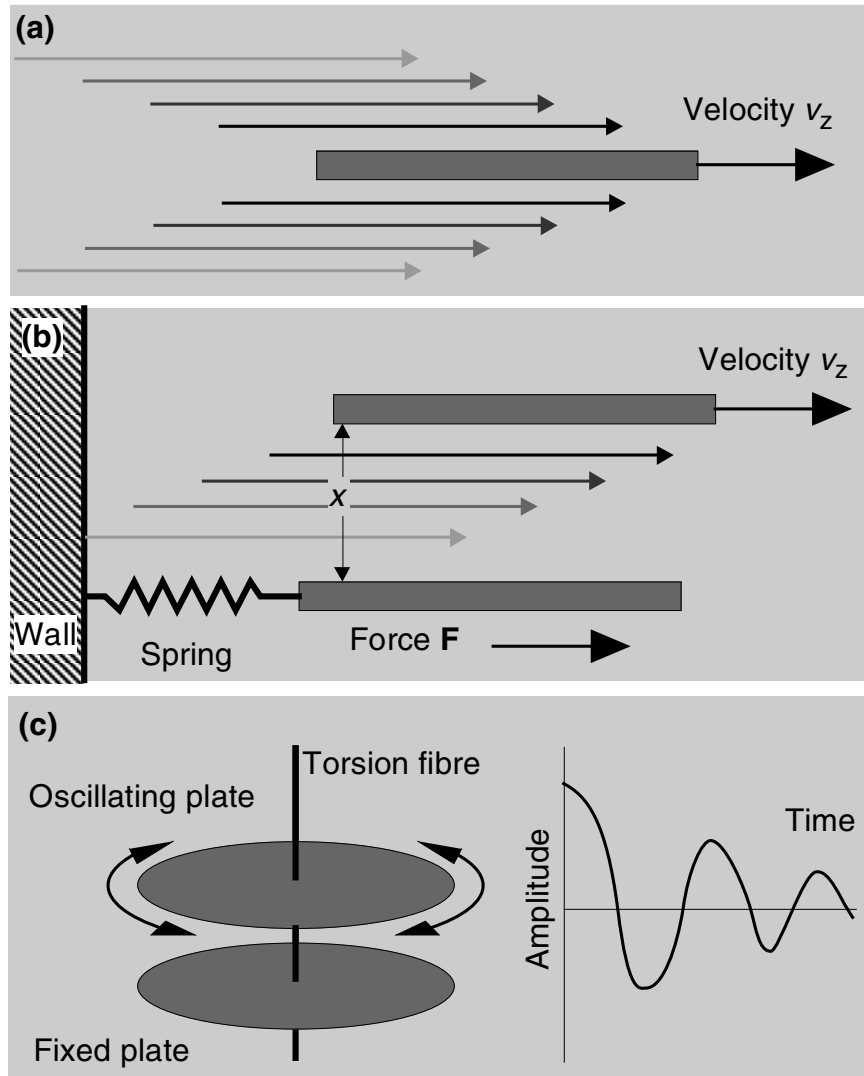 (a)
Velocity vz
(b)
Velocity vz
x
Wall
Spring
Force F
(c)
Torsion fibre
Oscillating plate
Fixed plate
Amplitude
Time